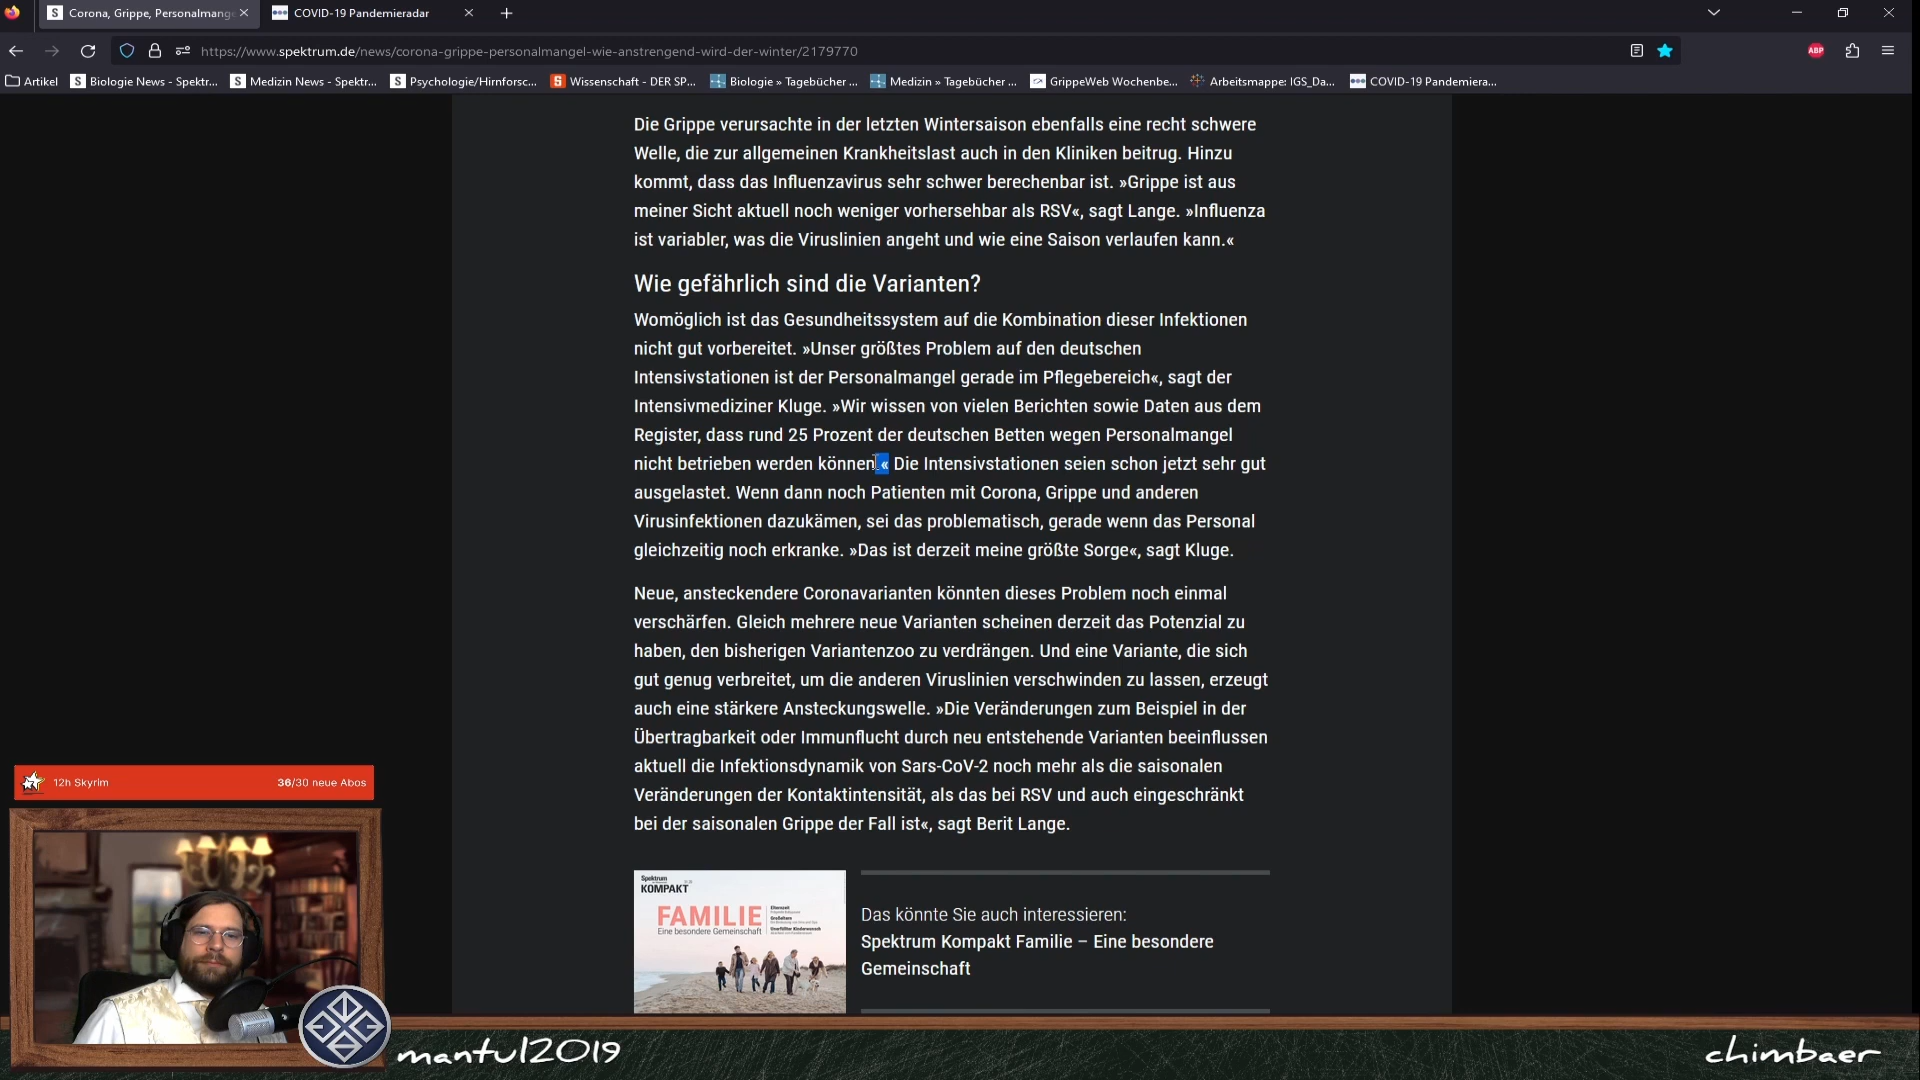 Corona, Grippe, Personalmange
COVID-19 Pandemieradar
https://www.spektrum.de/news/corona-grippe-personalmangel-wie-anstrengend-wird-der-winter/2179770
ABP
Artikel
Biologie News - Spektr...
Medizin News - Spektr...
Psychologie/Hirnforsc...
Wissenschaft - DER SP...
Biologie » Tagebücher ...
Medizin » Tagebücher ...
GrippeWeb Wochenbe...
Arbeitsmappe: IGS_Da...
COVID-19 Pandemiera...
Die Grippe verursachte in der letzten Wintersaison ebenfalls eine recht schwere
Welle, die zur allgemeinen Krankheitslast auch in den Kliniken beitrug. Hinzu
kommt, dass das Influenzavirus sehr schwer berechenbar ist. »Grippe ist aus
meiner Sicht aktuell noch weniger vorhersehbar als RSV«, sagt Lange. »Influenza
ist variabler, was die Viruslinien angeht und wie eine Saison verlaufen kann.«
Wie gefährlich sind die Varianten?
Womöglich ist das Gesundheitssystem auf die Kombination dieser Infektionen
nicht gut vorbereitet. »Unser größtes Problem auf den deutschen
Intensivstationen ist der Personalmangel gerade im Pflegebereich«, sagt der
Intensivmediziner Kluge. »Wir wissen von vielen Berichten sowie Daten aus dem
Register, dass rund 25 Prozent der deutschen Betten wegen Personalmangel
nicht betrieben werden können.« Die Intensivstationen seien schon jetzt sehr gut
ausgelastet. Wenn dann noch Patienten mit Corona, Grippe und anderen
Virusinfektionen dazukämen, sei das problematisch, gerade wenn das Personal
gleichzeitig noch erkranke. »Das ist derzeit meine größte Sorge«, sagt Kluge.
Neue, ansteckendere Coronavarianten könnten dieses Problem noch einmal
verschärfen. Gleich mehrere neue Varianten scheinen derzeit das Potenzial zu
haben, den bisherigen Variantenzoo zu verdrängen. Und eine Variante, die sich
gut genug verbreitet, um die anderen Viruslinien verschwinden zu lassen, erzeugt
auch eine stärkere Ansteckungswelle. »Die Veränderungen zum Beispiel in der
Übertragbarkeit oder Immunflucht durch neu entstehende Varianten beeinflussen
aktuell die Infektionsdynamik von Sars-CoV-2 noch mehr als die saisonalen
Veränderungen der Kontaktintensität, als das bei RSV und auch eingeschränkt
bei der saisonalen Grippe der Fall ist«, sagt Berit Lange.
12h Skyrim
36/30 neue Abos
Spektrum
KOMPAKT
FAMILIE
Eine besondere Gemeinschaft
Das könnte Sie auch interessieren:
Spektrum Kompakt Familie – Eine besondere
Gemeinschaft
mantul2019
chimbaer